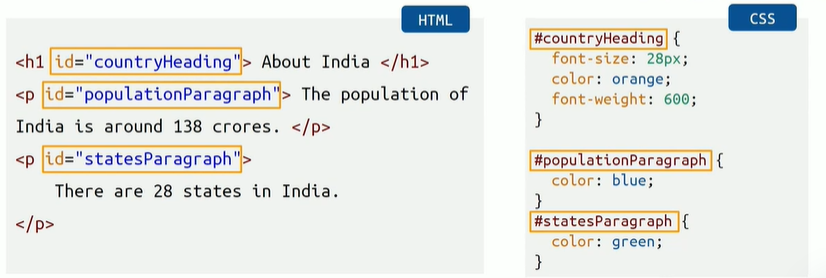 HTML
<h1 id="countryHeading"> About India </h1>
<p id="populationParagraph"> The population of
India is around 138 crores. </p>
<p id="statesParagraph">
There are 28 states in India.
</p>
CSS
#countryHeading {
font-size: 28px;
color: orange;
font-weight: 600;
}
#populationParagraph {
color: blue;
}
#statesParagraph {
color: green;
}